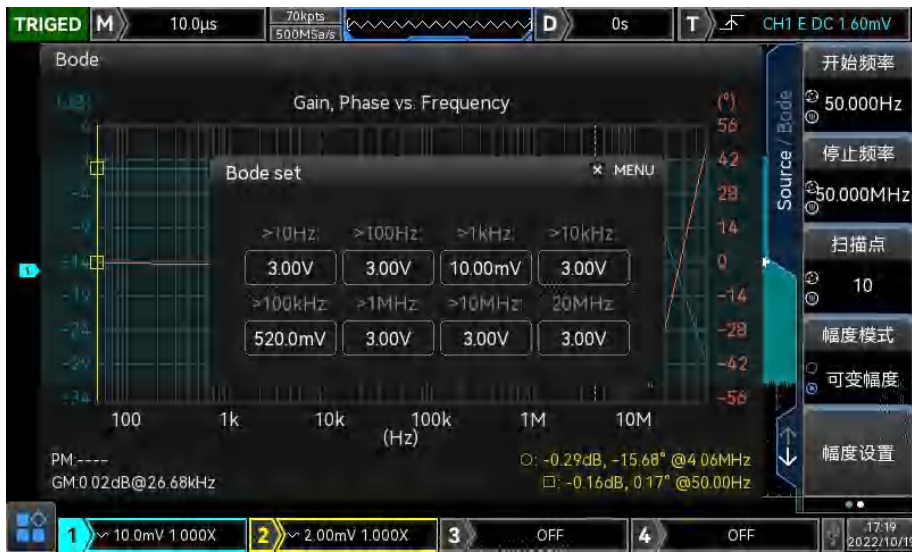 TRIGED M 10.0μs 70kpts 500MSa/s D 0s T CH1 E DC 1.60mV
Bode
Gain, Phase vs. Frequency
(°)
56
42
28
14
0
-14
-28
-42
-56
Bode set
× MENU
>10Hz: >100Hz: >1kHz: >10kHz:
3.00V 3.00V 10.00mV 3.00V
>100kHz: >1MHz: >10MHz: 20MHz:
520.0mV 3.00V 3.00V 3.00V
100 1k 10k 100k 1M 10M
(Hz)
PM:----
GM:0.02dB@26.68kHz
○: -0.29dB, -15.68° @4.06MHz
□: -0.16dB, 0.17° @50.00Hz
Source / Bode
开始频率
50.000Hz
停止频率
50.000MHz
扫描点
10
幅度模式
可变幅度
幅度设置
1 10.0mV 1.000X 2 2.00mV 1.000X 3 OFF 4 OFF
17:19